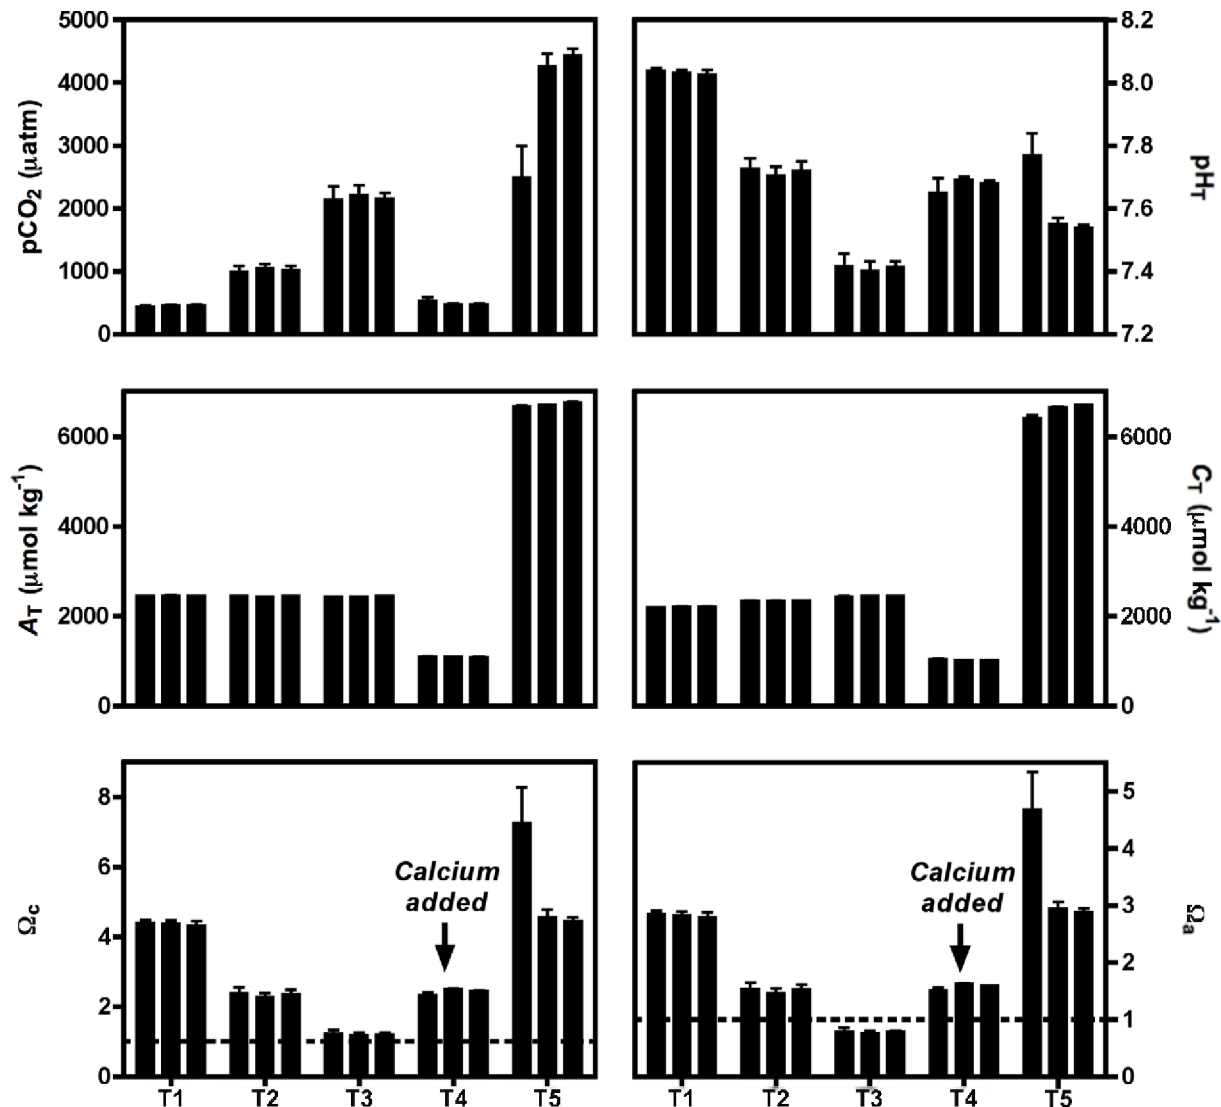 5000
4000
3000
2000
1000
0
pCO2 (μatm)
8.2
8.0
7.8
7.6
7.4
7.2
pHT
6000
4000
2000
0
AT (μmol kg-1)
6000
4000
2000
0
CT (μmol kg-1)
8
6
4
2
0
Ωc
Calcium
added
T1 T2 T3 T4 T5
5
4
3
2
1
0
Ωa
Calcium
added
T1 T2 T3 T4 T5